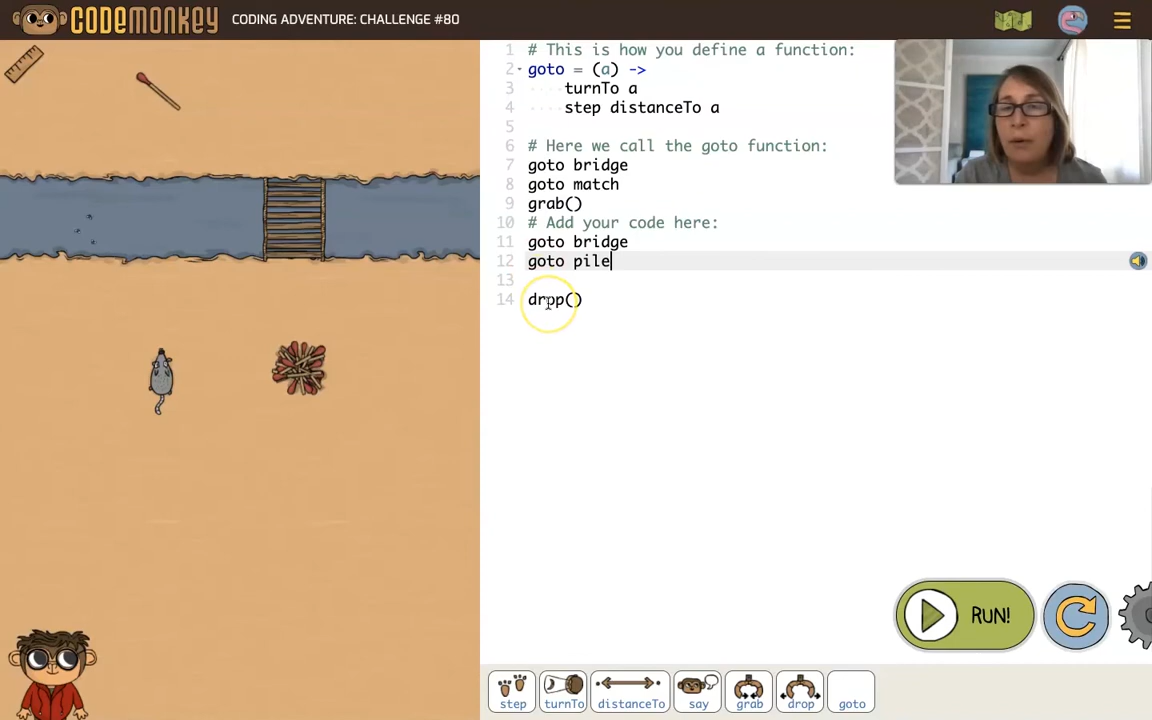 CODEMONKEY CODING ADVENTURE: CHALLENGE #80
1 # This is how you define a function:
2 goto = (a) ->
3 turnTo a
4 step distanceTo a
5
6 # Here we call the goto function:
7 goto bridge
8 goto match
9 grab()
10 # Add your code here:
11 goto bridge
12 goto pile
13
14 drop()
RUN!
step turnTo distanceTo say grab drop goto